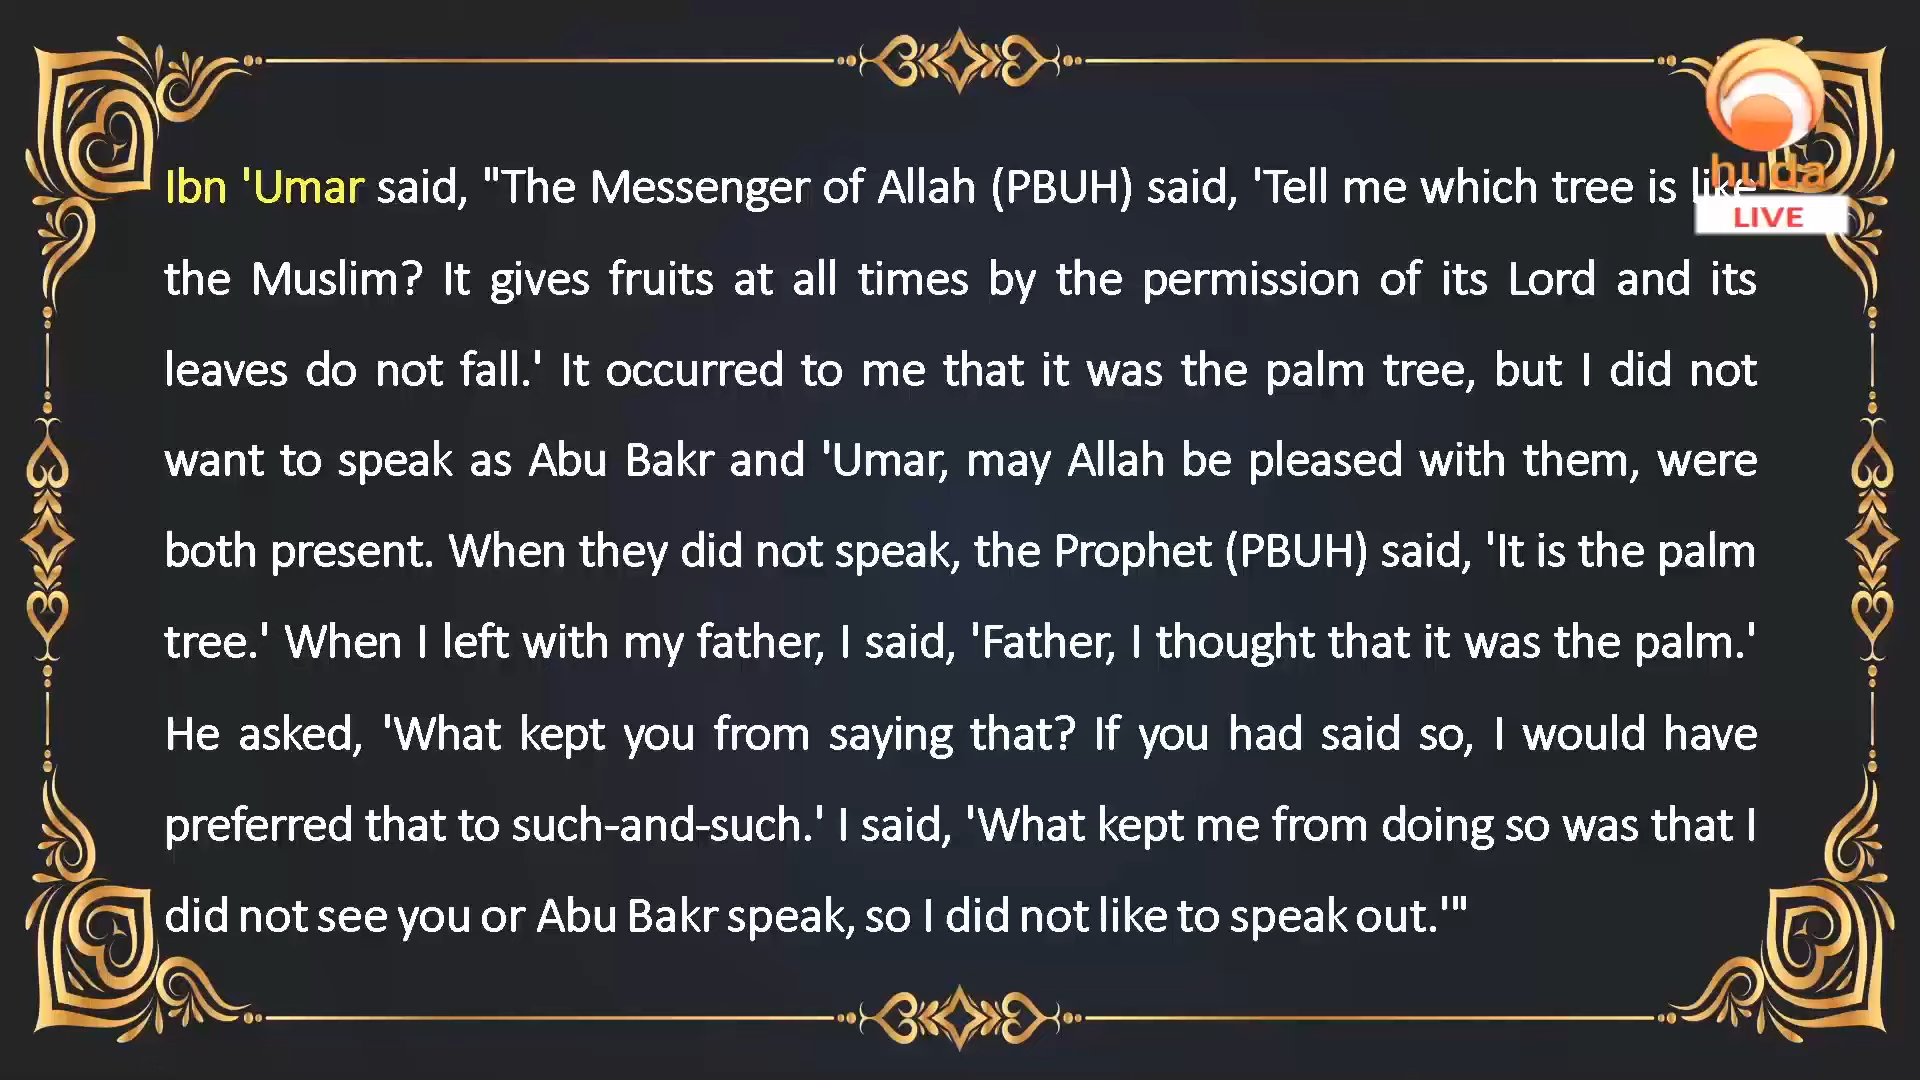 Ibn 'Umar said, "The Messenger of Allah (PBUH) said, 'Tell me which tree is like
the Muslim? It gives fruits at all times by the permission of its Lord and its
leaves do not fall.' It occurred to me that it was the palm tree, but I did not
want to speak as Abu Bakr and 'Umar, may Allah be pleased with them, were
both present. When they did not speak, the Prophet (PBUH) said, 'It is the palm
tree.' When I left with my father, I said, 'Father, I thought that it was the palm.'
He asked, 'What kept you from saying that? If you had said so, I would have
preferred that to such-and-such.' I said, 'What kept me from doing so was that I
did not see you or Abu Bakr speak, so I did not like to speak out.'"
huda
LIVE